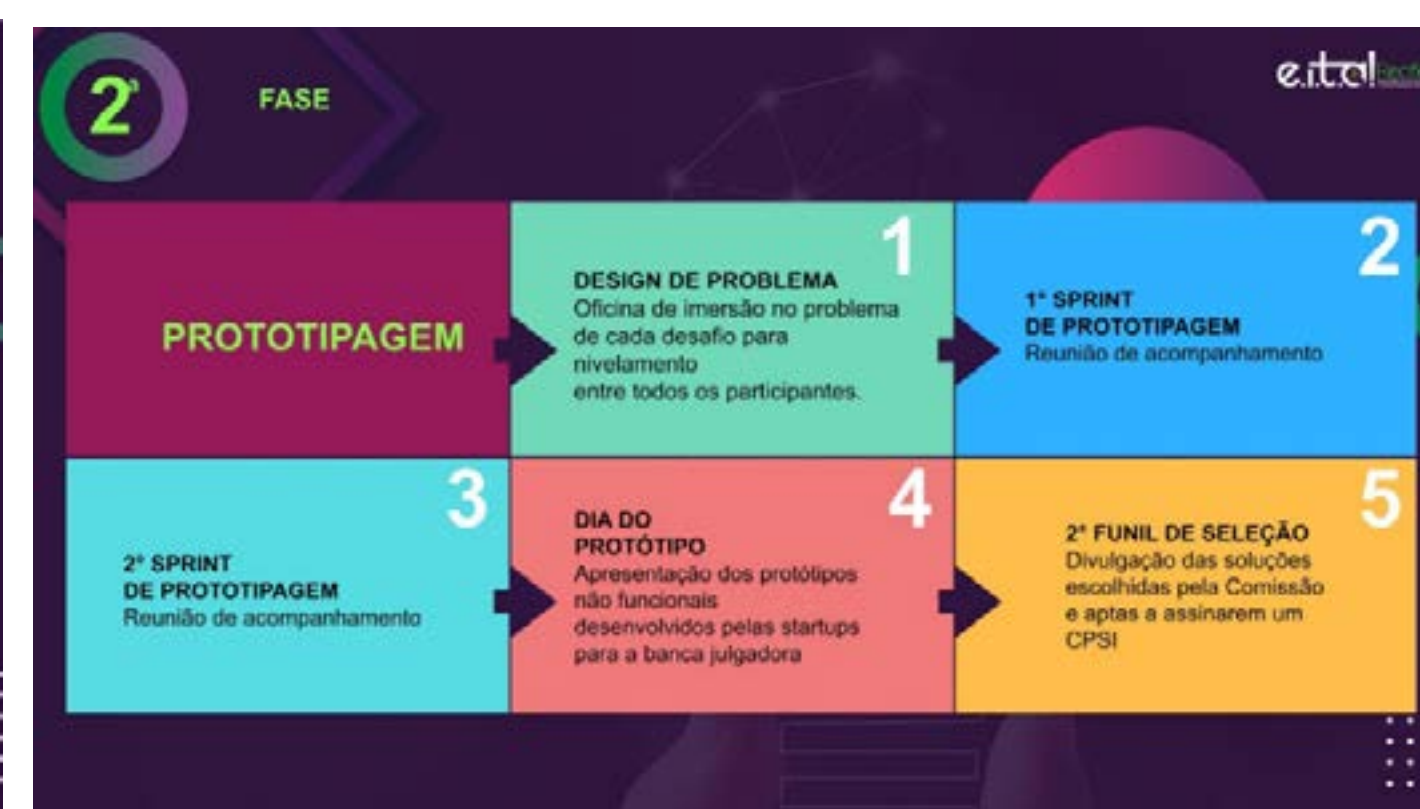 2ª
FASE
e.i.t.a!
PROTOTIPAGEM
1
DESIGN DE PROBLEMA
Oficina de imersão no problema
de cada desafio para
nivelamento
entre todos os participantes.
2
1ª SPRINT
DE PROTOTIPAGEM
Reunião de acompanhamento
3
2ª SPRINT
DE PROTOTIPAGEM
Reunião de acompanhamento
4
DIA DO
PROTÓTIPO
Apresentação dos protótipos
não funcionais
desenvolvidos pelas startups
para a banca julgadora
5
2º FUNIL DE SELEÇÃO
Divulgação das soluções
escolhidas pela Comissão
e aptas a assinarem um
CPSI